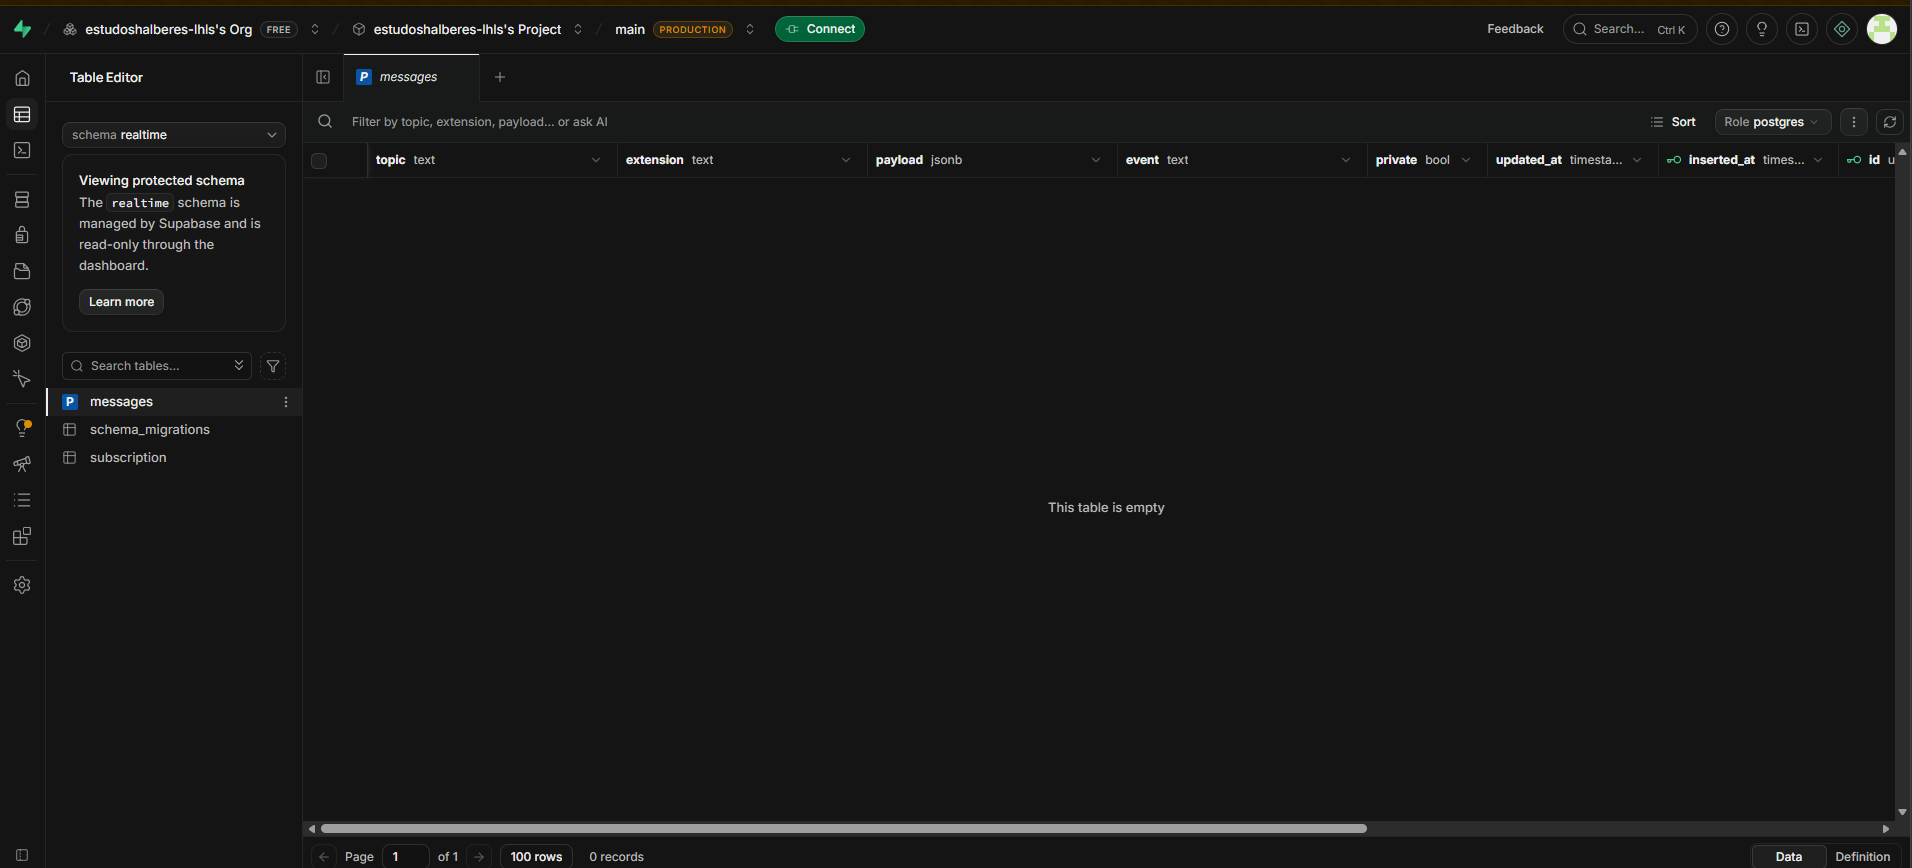 estudoshalberes-lhls's Org FREE estudoshalberes-lhls's Project main PRODUCTION Connect Feedback Search... Ctrl K
Table Editor
P messages
schema realtime
Filter by topic, extension, payload... or ask AI
Sort
Role postgres
topic text extension text payload jsonb event text private bool updated_at timesta... inserted_at times... id u
Viewing protected schema
The realtime schema is
managed by Supabase and is
read-only through the
dashboard.
Learn more
Search tables...
P messages
schema_migrations
subscription
This table is empty
Page 1 of 1 100 rows 0 records
Data Definition